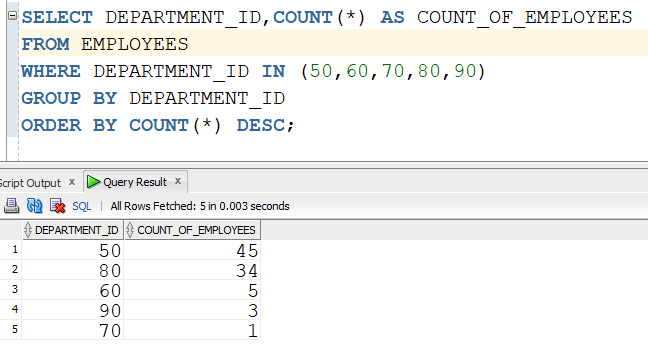 SELECT DEPARTMENT_ID,COUNT(*) AS COUNT_OF_EMPLOYEES
FROM EMPLOYEES
WHERE DEPARTMENT_ID IN (50,60,70,80,90)
GROUP BY DEPARTMENT_ID
ORDER BY COUNT(*) DESC;
Script Output x Query Result x
SQL | All Rows Fetched: 5 in 0.003 seconds
DEPARTMENT_ID COUNT_OF_EMPLOYEES
1 50 45
2 80 34
3 60 5
4 90 3
5 70 1